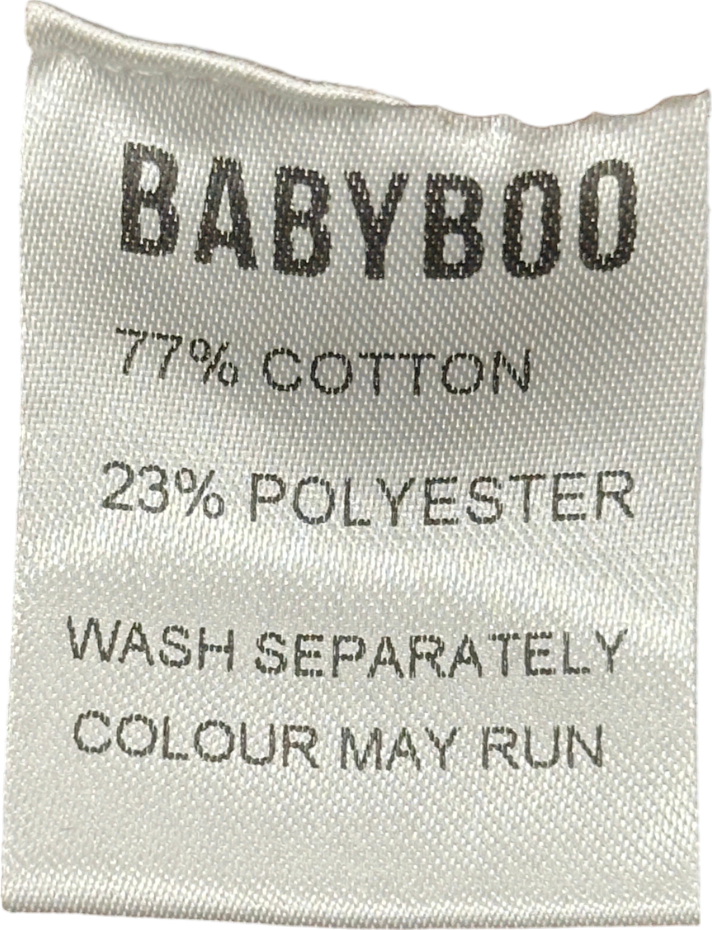 BABYBOO
77% COTTON
23% POLYESTER
WASH SEPARATELY
COLOUR MAY RUN